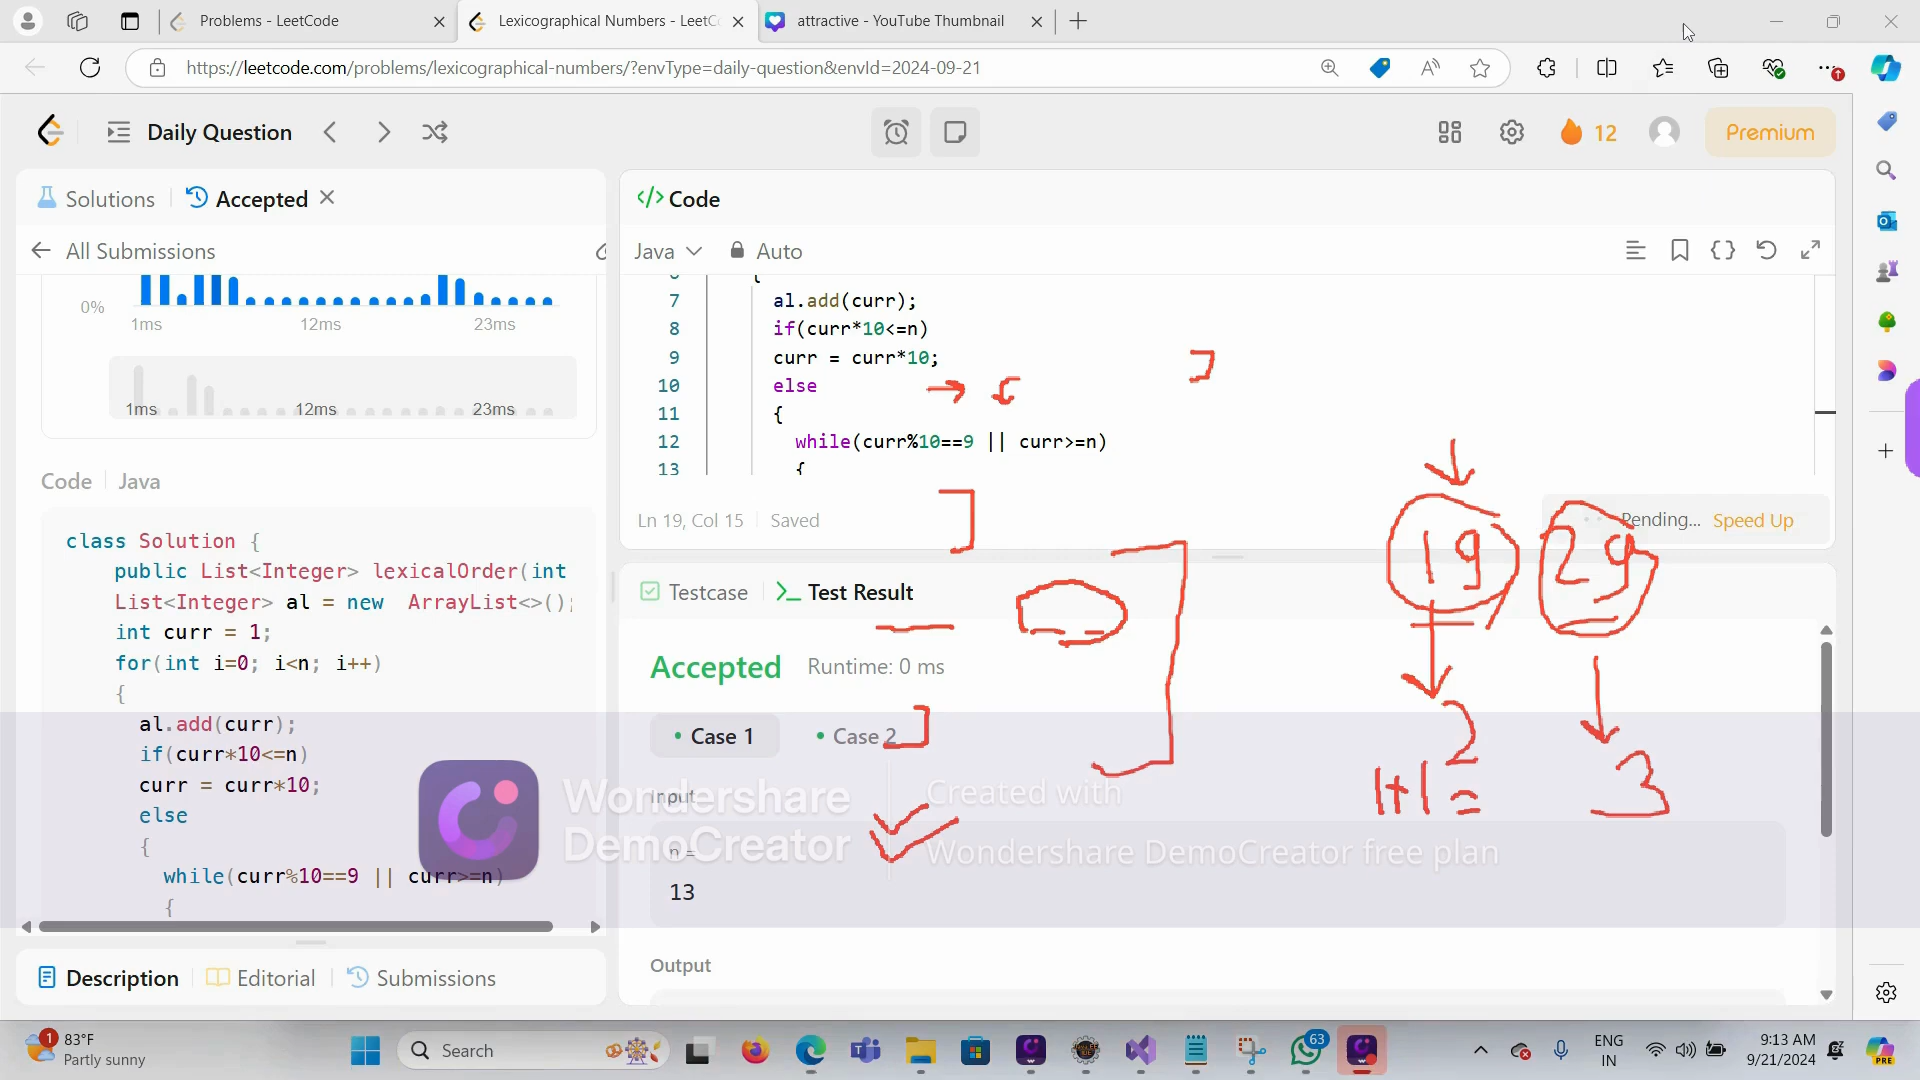 Problems - LeetCode
Lexicographical Numbers - LeetC
attractive - YouTube Thumbnail
https://leetcode.com/problems/lexicographical-numbers/?envType=daily-question&envId=2024-09-21
Daily Question
12
Premium
Solutions
Accepted
All Submissions
0%
1ms
12ms
23ms
1ms
12ms
23ms
Code
Java
class Solution {
public List<Integer> lexicalOrder(int
List<Integer> al = new ArrayList<>();
int curr = 1;
for(int i=0; i<n; i++)
{
al.add(curr);
if(curr*10<=n)
curr = curr*10;
else
{
while(curr%10==9 || curr>=n)
{
Description
Editorial
Submissions
Code
Java
Auto
7 al.add(curr);
8 if(curr*10<=n)
9 curr = curr*10;
10 else
11 {
12 while(curr%10==9 || curr>=n)
13 {
Ln 19, Col 15
Saved
Pending...
Speed Up
Testcase
Test Result
Accepted
Runtime: 0 ms
Case 1
Case 2
Input
n =
13
Output
19
29
2
1+1=
3
Wondershare
DemoCreator
Created with
Wondershare DemoCreator free plan
1
83°F
Partly sunny
Search
63
ENG
IN
9:13 AM
9/21/2024
PRE